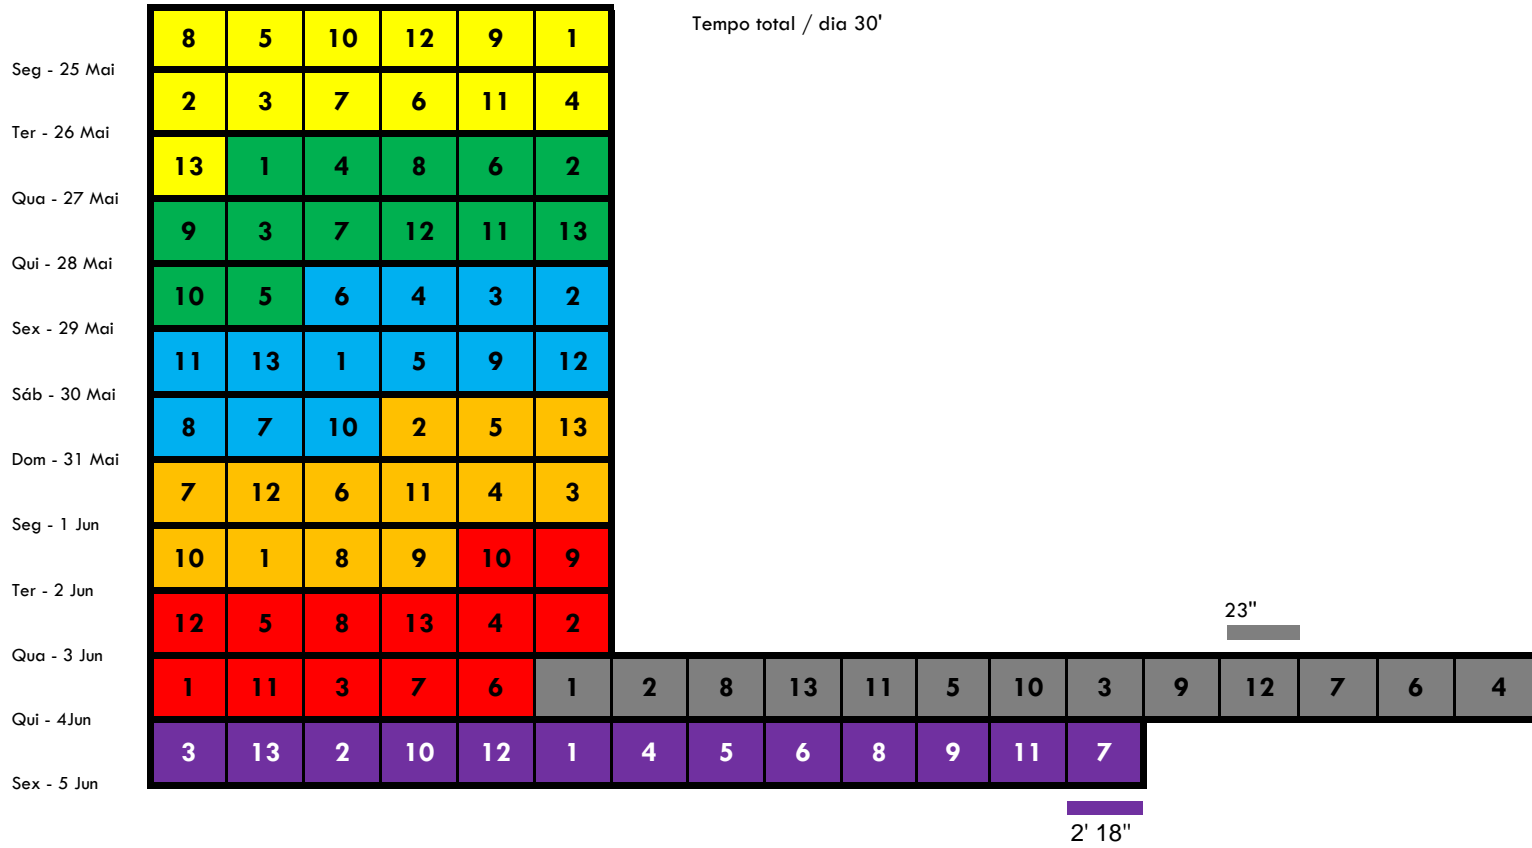 Tempo total / dia 30'
8 5 10 12 9 1
Seg - 25 Mai
2 3 7 6 11 4
Ter - 26 Mai
13 1 4 8 6 2
Qua - 27 Mai
9 3 7 12 11 13
Qui - 28 Mai
10 5 6 4 3 2
Sex - 29 Mai
11 13 1 5 9 12
Sáb - 30 Mai
8 7 10 2 5 13
Dom - 31 Mai
7 12 6 11 4 3
Seg - 1 Jun
10 1 8 9 10 9
Ter - 2 Jun
12 5 8 13 4 2
23"
Qua - 3 Jun
1 11 3 7 6 1 2 8 13 11 5 10 3 9 12 7 6 4
Qui - 4Jun
3 13 2 10 12 1 4 5 6 8 9 11 7
Sex - 5 Jun
2' 18"